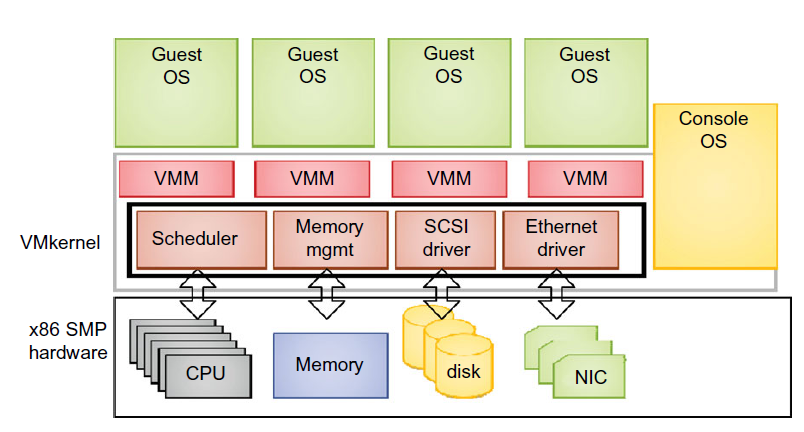 Guest
OS
Guest
OS
Guest
OS
Guest
OS
Console
OS
VMM
VMM
VMM
VMM
VMkernel
Scheduler
Memory
mgmt
SCSI
driver
Ethernet
driver
x86 SMP
hardware
CPU
Memory
disk
NIC